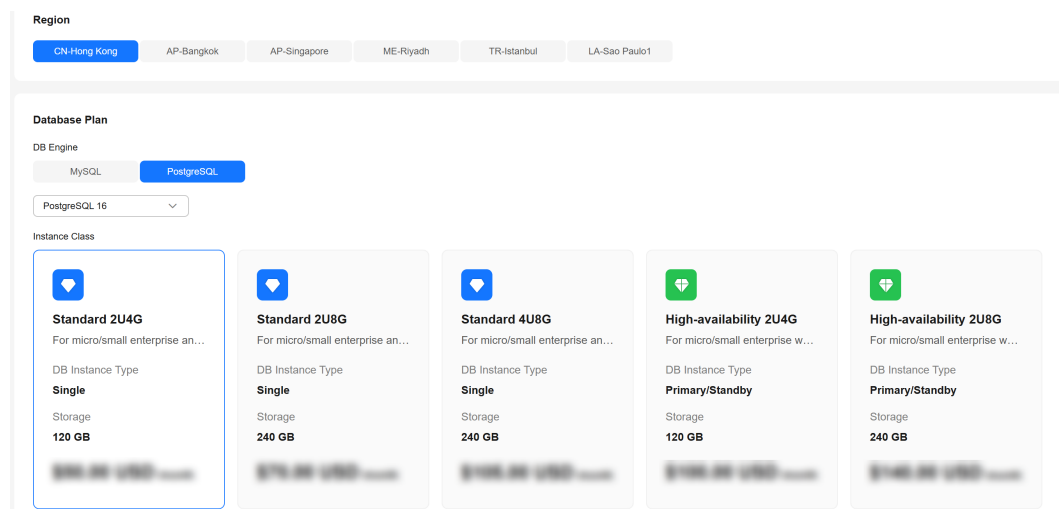 Region
CN-Hong Kong AP-Bangkok AP-Singapore ME-Riyadh TR-Istanbul LA-Sao Paulo1
Database Plan
DB Engine
MySQL PostgreSQL
PostgreSQL 16
Instance Class
Standard 2U4G
For micro/small enterprise an...
DB Instance Type
Single
Storage
120 GB
Standard 2U8G
For micro/small enterprise an...
DB Instance Type
Single
Storage
240 GB
Standard 4U8G
For micro/small enterprise an...
DB Instance Type
Single
Storage
240 GB
High-availability 2U4G
For micro/small enterprise w...
DB Instance Type
Primary/Standby
Storage
120 GB
High-availability 2U8G
For micro/small enterprise w...
DB Instance Type
Primary/Standby
Storage
240 GB